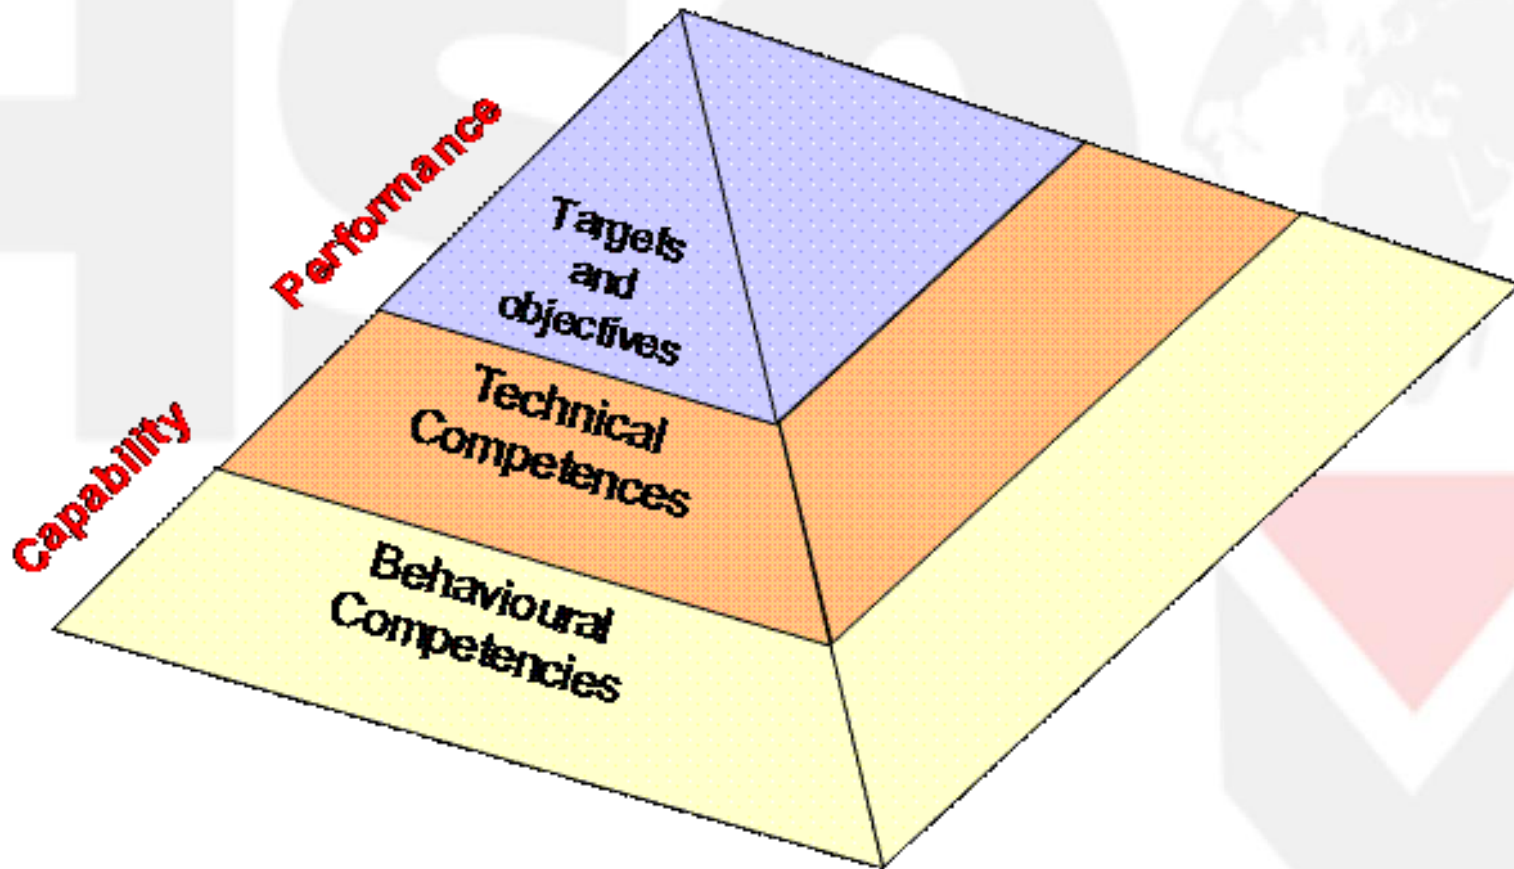 Performance
Targets
and
objectives
Technical
Competences
Capability
Behavioural
Competencies